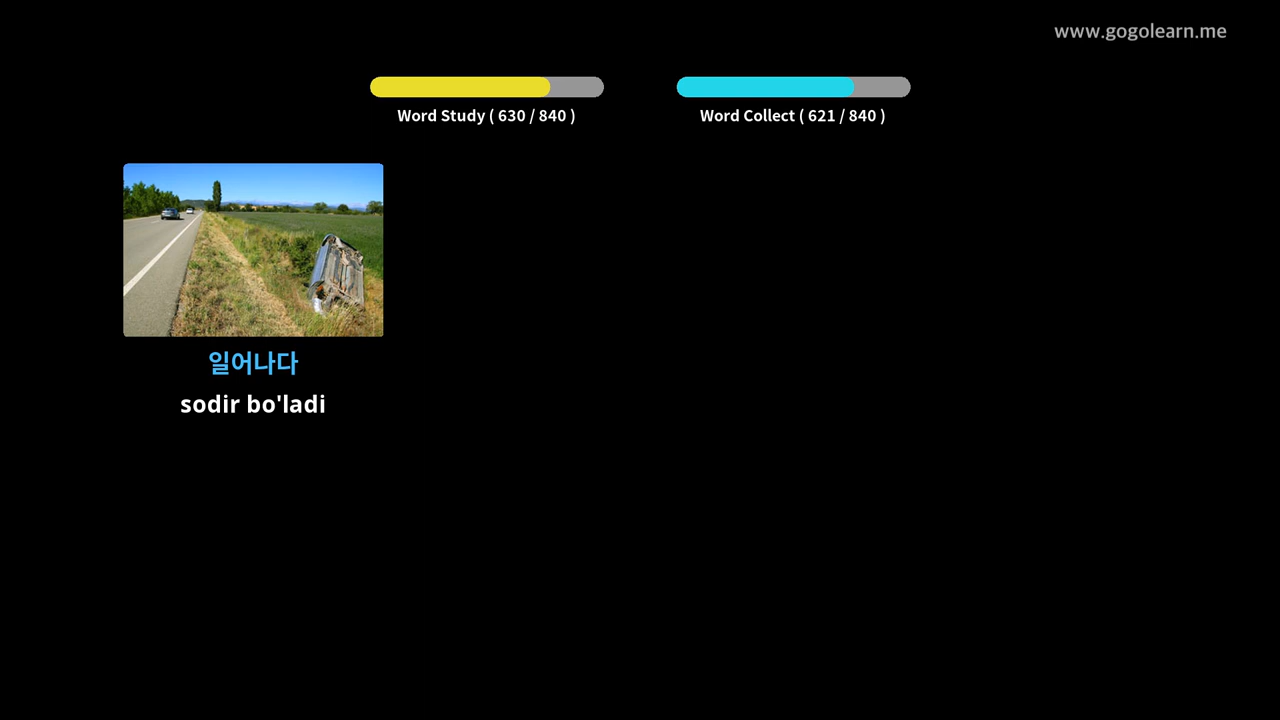 www.gogolearn.me
Word Study ( 630 / 840 )
Word Collect ( 621 / 840 )
일어나다
sodir bo'ladi